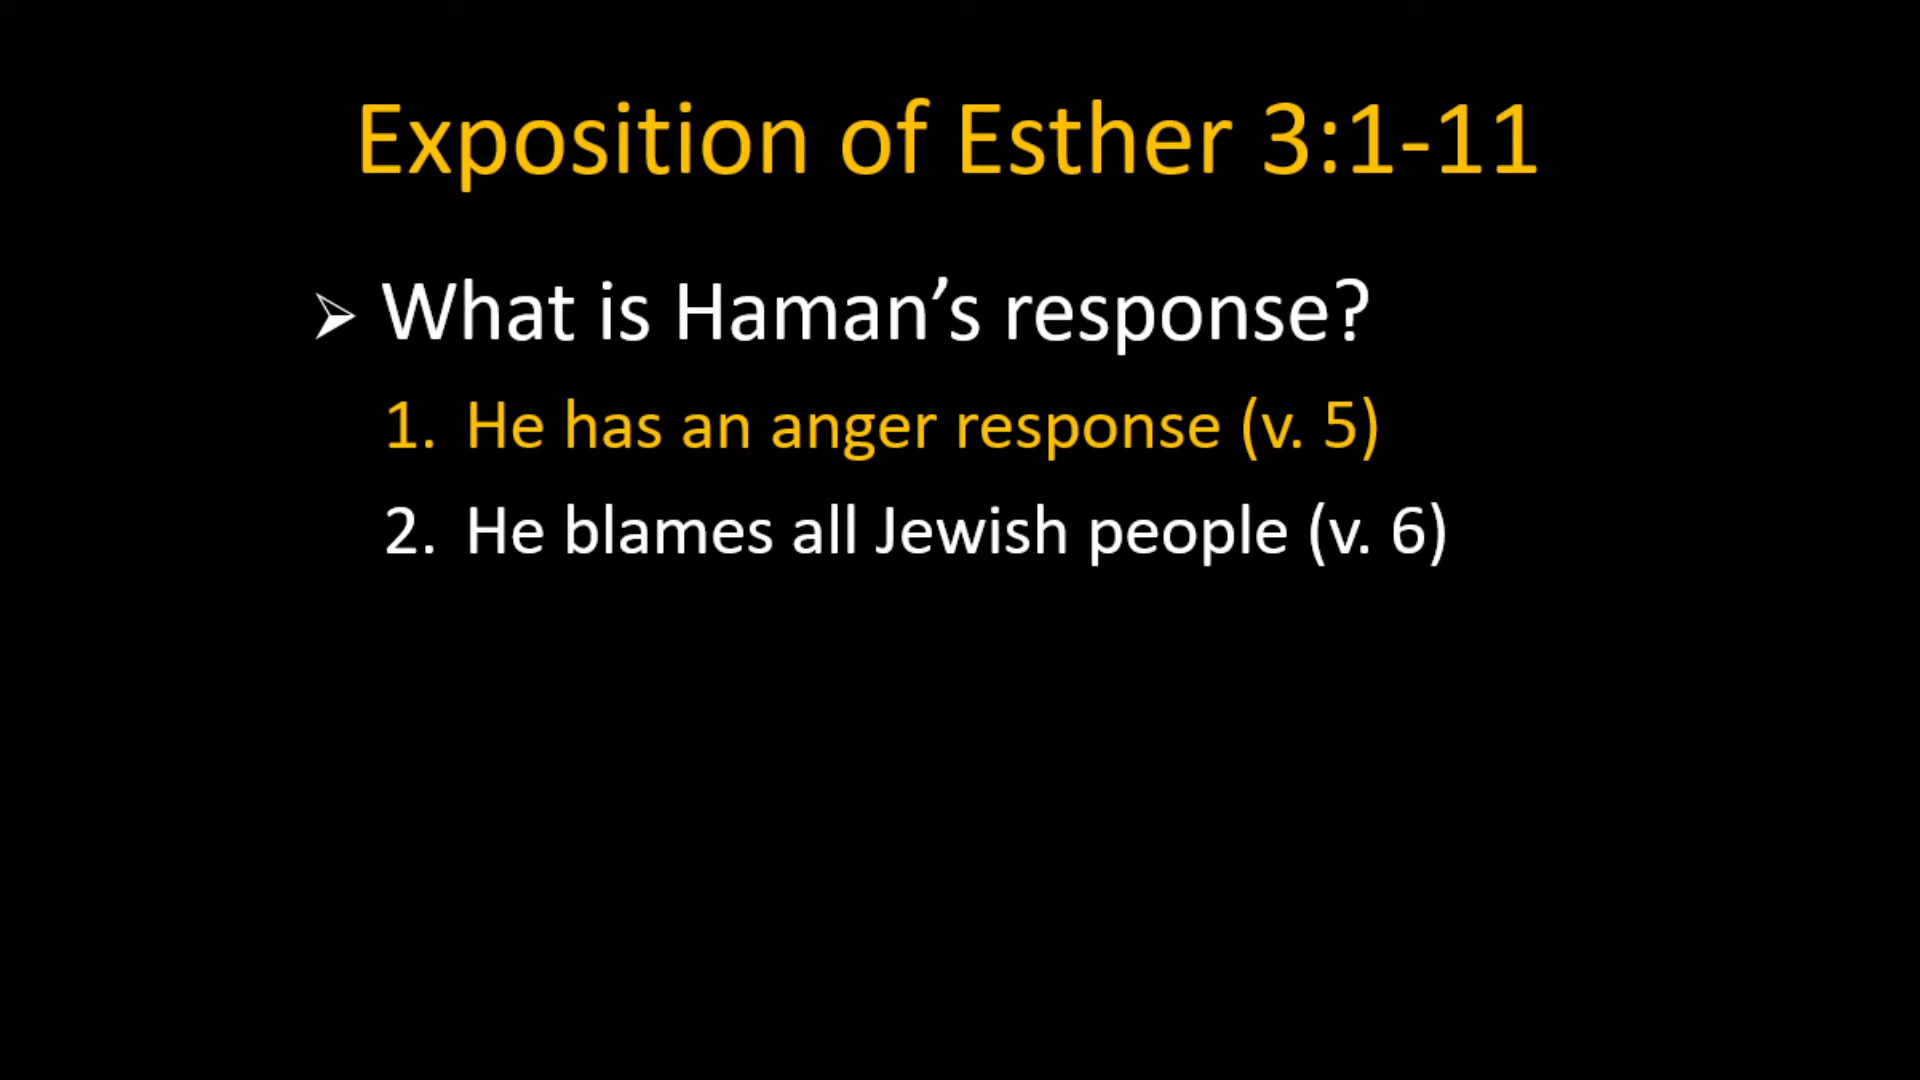 Exposition of Esther 3:1-11
➢ What is Haman’s response?
1. He has an anger response (v. 5)
2. He blames all Jewish people (v. 6)